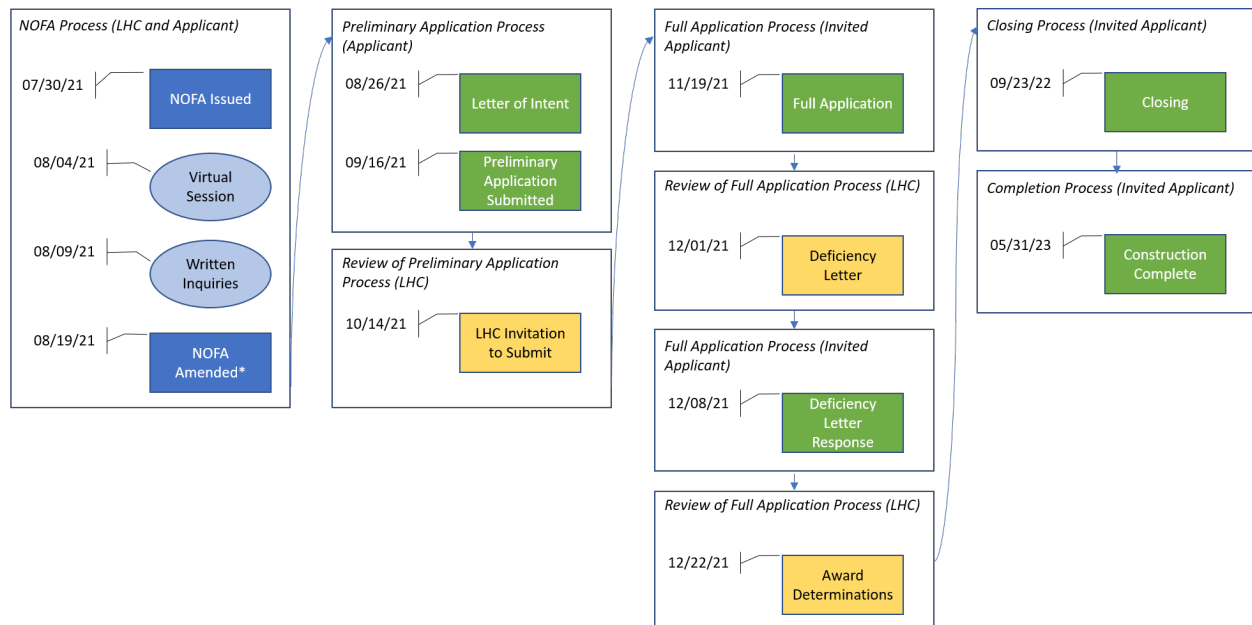 NOFA Process (LHC and Applicant)
07/30/21
NOFA Issued
08/04/21
Virtual
Session
08/09/21
Written
Inquiries
08/19/21
NOFA
Amended*
Preliminary Application Process
(Applicant)
08/26/21
Letter of Intent
09/16/21
Preliminary
Application
Submitted
Review of Preliminary Application
Process (LHC)
10/14/21
LHC Invitation
to Submit
Full Application Process (Invited
Applicant)
11/19/21
Full Application
Review of Full Application Process (LHC)
12/01/21
Deficiency
Letter
Full Application Process (Invited
Applicant)
12/08/21
Deficiency
Letter
Response
Review of Full Application Process (LHC)
12/22/21
Award
Determinations
Closing Process (Invited Applicant)
09/23/22
Closing
Completion Process (Invited Applicant)
05/31/23
Construction
Complete